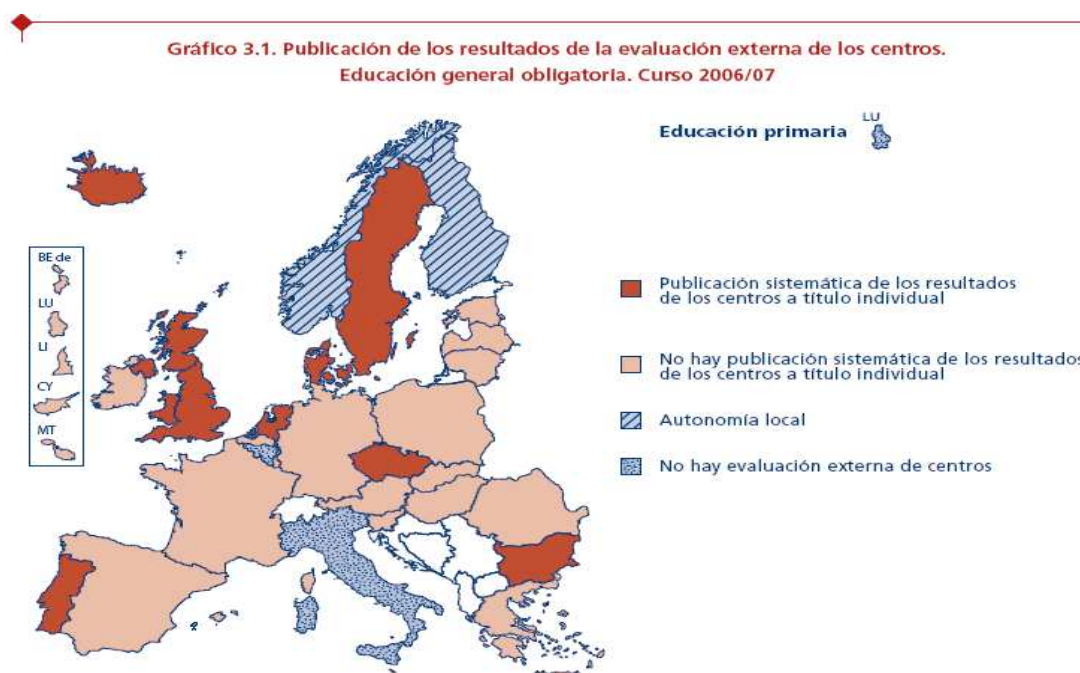 Gráfico 3.1. Publicación de los resultados de la evaluación externa de los centros.
Educación general obligatoria. Curso 2006/07
Educación primaria
LU
BE de
LU
LI
CY
MT
Publicación sistemática de los resultados
de los centros a título individual
No hay publicación sistemática de los resultados
de los centros a título individual
Autonomía local
No hay evaluación externa de centros